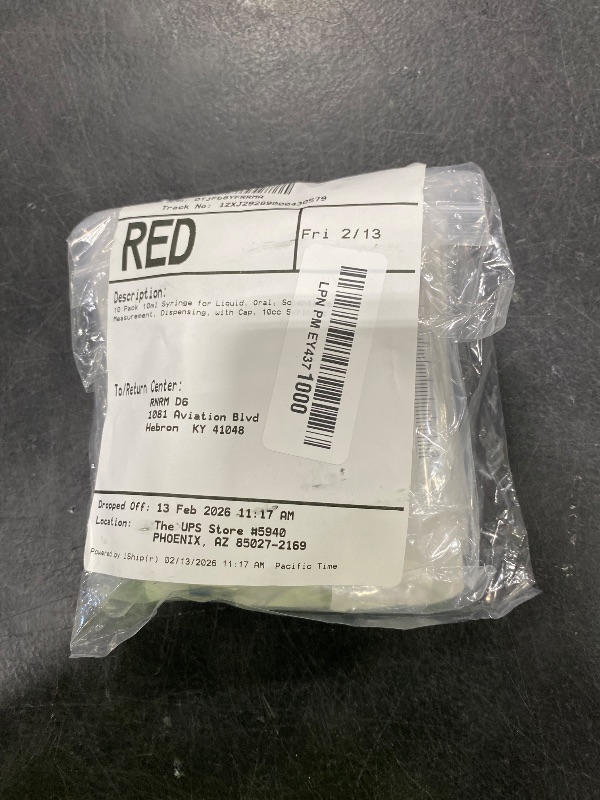 Track No: 1ZXJ29269000430579
RED
Fri 2/13
Description:
10 Pack 10ml Syringe for Liquid, Oral,
Measurement, Dispensing, with Cap, 10cc
LPN PM EY4371000
To/Return Center:
RNRM D6
1081 Aviation Blvd
Hebron KY 41048
Dropped Off: 13 Feb 2026 11:17 AM
Location: The UPS Store #5940
PHOENIX, AZ 85027-2169
Powered by iShip(r) 02/13/2026 11:17 AM Pacific Time